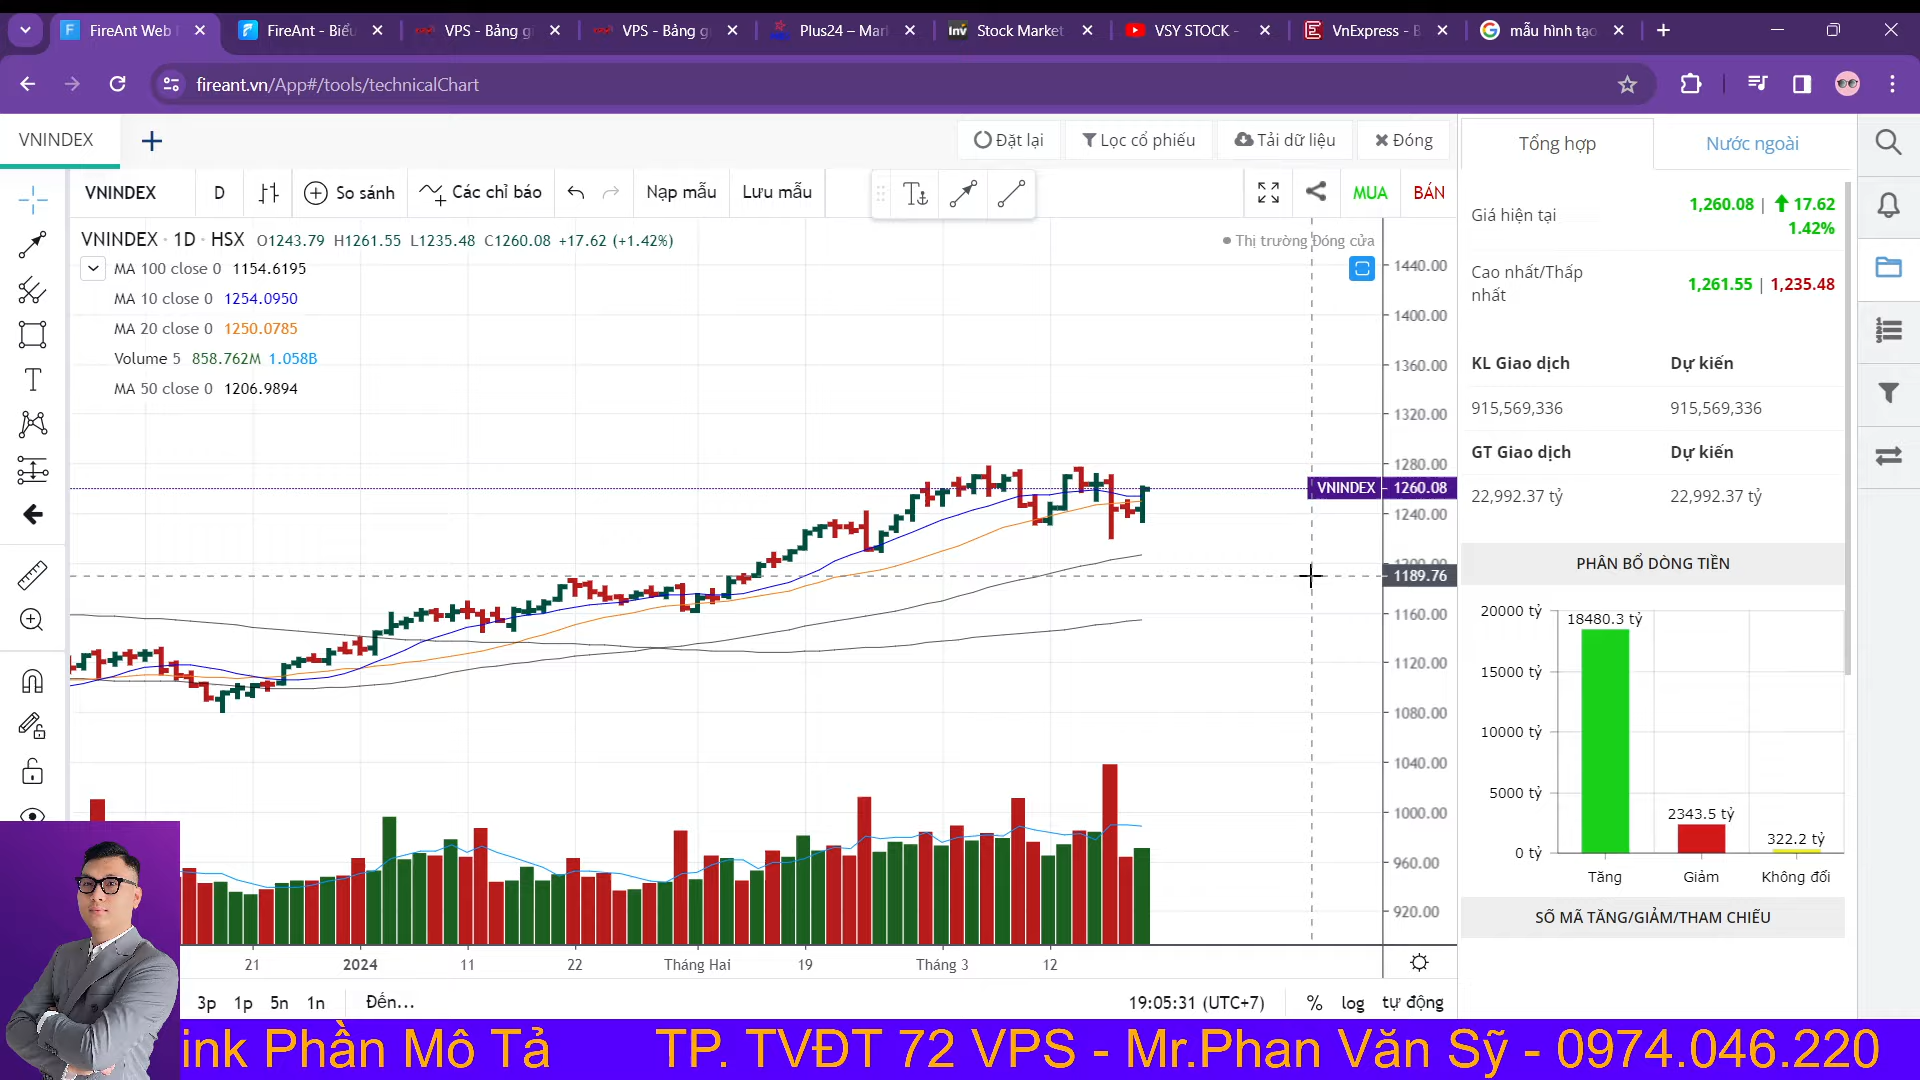 FireAnt Web
FireAnt - Biể
VPS - Bảng g
VPS - Bảng g
Plus24 – Mar
Inv
Stock Market
VSY STOCK -
VnExpress - B
mẫu hình tạo
fireant.vn/App#/tools/technicalChart
VNINDEX
Đặt lại
Lọc cổ phiếu
Tải dữ liệu
Đóng
VNINDEX
D
So sánh
Các chỉ báo
Nạp mẫu
Lưu mẫu
MUA
BÁN
VNINDEX · 1D · HSX O1243.79 H1261.55 L1235.48 C1260.08 +17.62 (+1.42%)
Thị trường Đóng cửa
MA 100 close 0 1154.6195
MA 10 close 0 1254.0950
MA 20 close 0 1250.0785
Volume 5 858.762M 1.058B
MA 50 close 0 1206.9894
1440.00
1400.00
1360.00
1320.00
1280.00
VNINDEX 1260.08
1240.00
1200.00
1189.76
1160.00
1120.00
1080.00
1040.00
1000.00
960.00
920.00
21
2024
11
22
Tháng Hai
19
Tháng 3
12
3p 1p 5n 1n Đến...
19:05:31 (UTC+7)
% log tự động
Tổng hợp
Nước ngoài
Giá hiện tại
1,260.08 | 17.62
1.42%
Cao nhất/Thấp
nhất
1,261.55 | 1,235.48
KL Giao dịch Dự kiến
915,569,336 915,569,336
GT Giao dịch Dự kiến
22,992.37 tỷ 22,992.37 tỷ
PHÂN BỔ DÒNG TIỀN
20000 tỷ
15000 tỷ
10000 tỷ
5000 tỷ
0 tỷ
18480.3 tỷ
2343.5 tỷ
322.2 tỷ
Tăng
Giảm
Không đổi
SỐ MÃ TĂNG/GIẢM/THAM CHIẾU
ink Phần Mô Tả TP. TVĐT 72 VPS - Mr.Phan Văn Sỹ - 0974.046.220